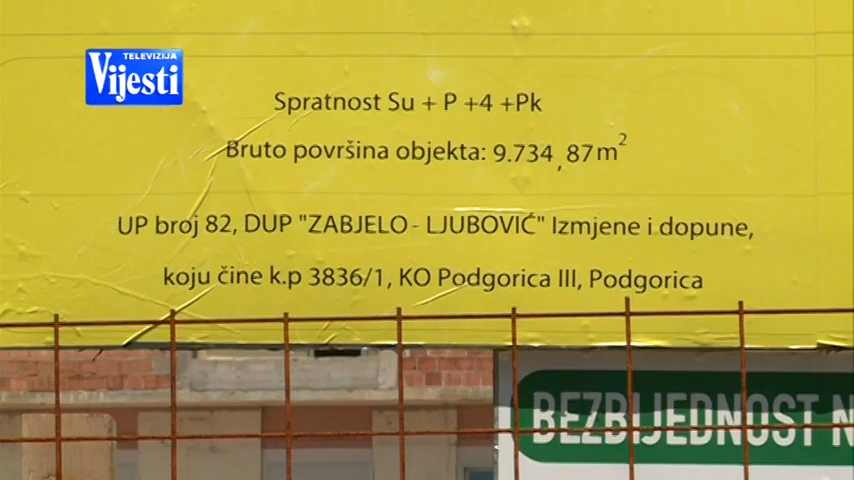 TELEVIZIJA
Vijesti
Spratnost Su + P +4 +Pk
Bruto površina objekta: 9.734,87m²
UP broj 82, DUP "ZABJELO - LJUBOVIĆ" Izmjene i dopune,
koju čine k.p 3836/1, KO Podgorica III, Podgorica
BEZBIJEDNOST N